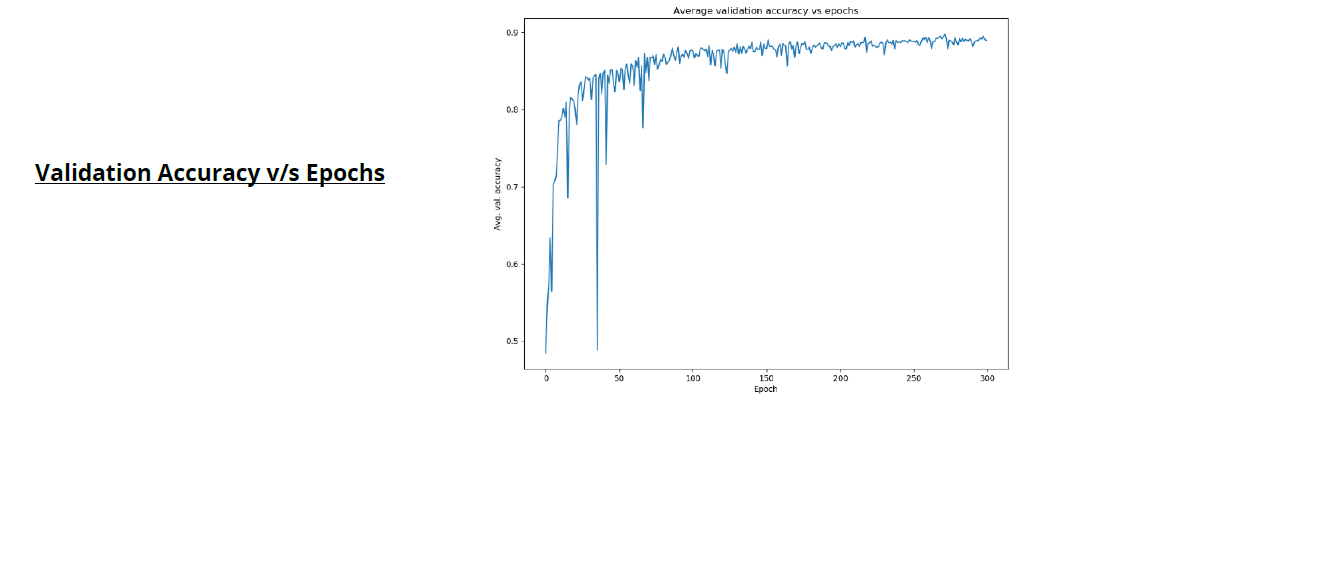 Validation Accuracy v/s Epochs
Average validation accuracy vs epochs
Avg. val. accuracy
0.9
0.8
0.7
0.6
0.5
0 50 100 150 200 250 300
Epoch